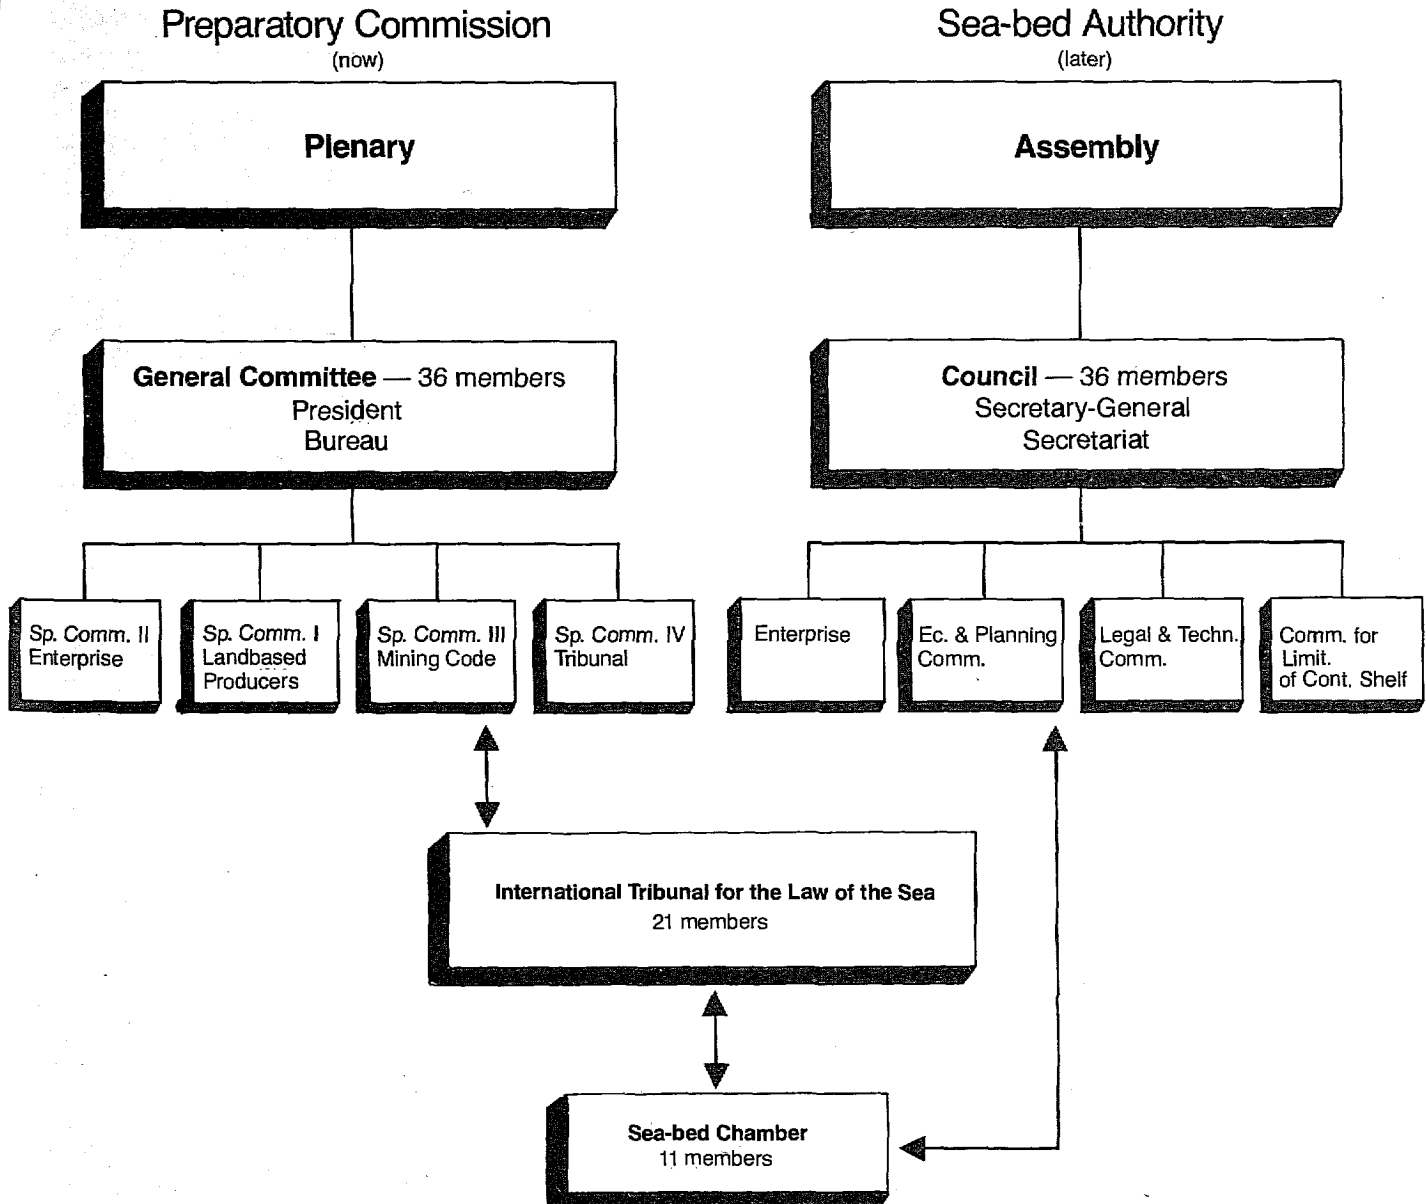 Preparatory Commission
(now)
Plenary
General Committee — 36 members
President
Bureau
Sp. Comm. II
Enterprise
Sp. Comm. I
Landbased
Producers
Sp. Comm. III
Mining Code
Sp. Comm. IV
Tribunal
Sea-bed Authority
(later)
Assembly
Council — 36 members
Secretary-General
Secretariat
Enterprise
Ec. & Planning
Comm.
Legal & Techn.
Comm.
Comm. for
Limit.
of Cont. Shelf
International Tribunal for the Law of the Sea
21 members
Sea-bed Chamber
11 members